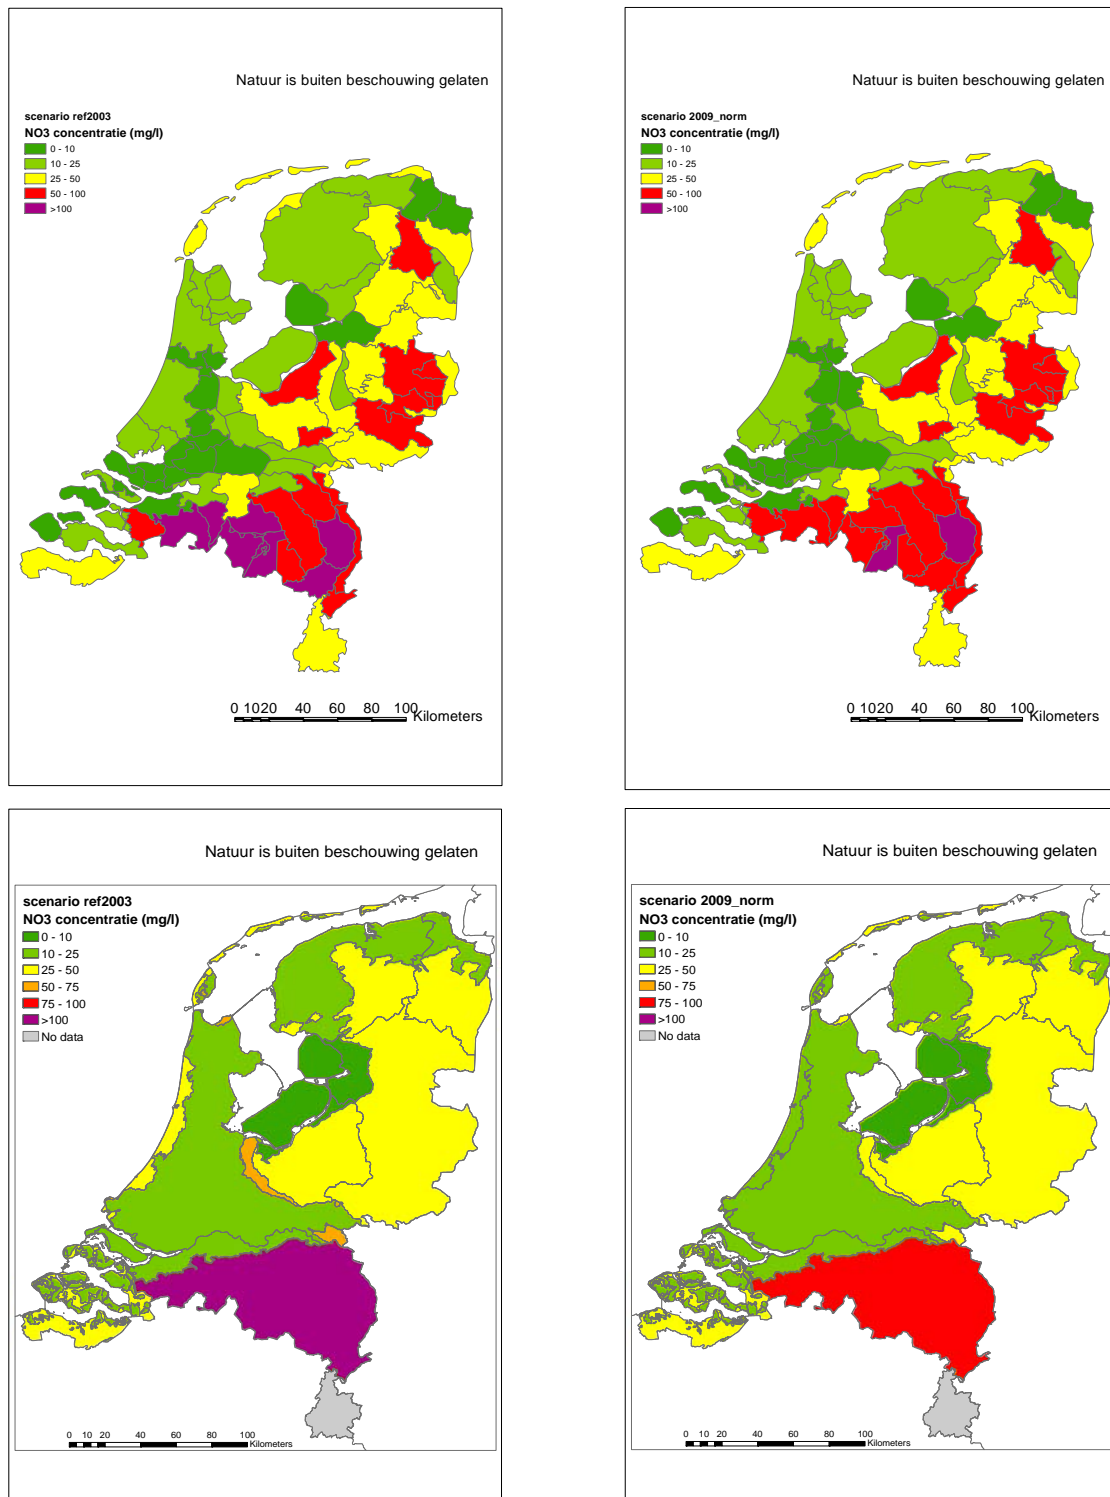 Natuur is buiten beschouwing gelaten
scenario ref2003
NO3 concentratie (mg/l)
0 - 10
10 - 25
25 - 50
50 - 100
>100
0 10 20 40 60 80 100 Kilometers
Natuur is buiten beschouwing gelaten
scenario 2009_norm
NO3 concentratie (mg/l)
0 - 10
10 - 25
25 - 50
50 - 100
>100
0 10 20 40 60 80 100 Kilometers
Natuur is buiten beschouwing gelaten
scenario ref2003
NO3 concentratie (mg/l)
0 - 10
10 - 25
25 - 50
50 - 75
75 - 100
>100
No data
0 10 20 40 60 80 100 Kilometers
Natuur is buiten beschouwing gelaten
scenario 2009_norm
NO3 concentratie (mg/l)
0 - 10
10 - 25
25 - 50
50 - 75
75 - 100
>100
No data
0 10 20 40 60 80 100 Kilometers